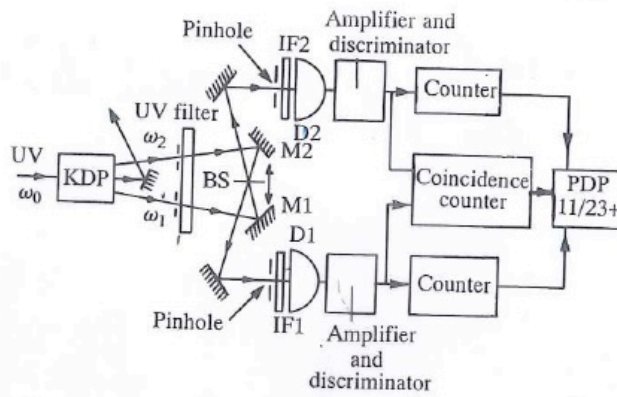 Amplifier and
discriminator
Pinhole
IF2
Counter
UV filter
D2
ω₂
M2
UV
KDP
BS
Coincidence
counter
PDP
11/23+
ω₀
ω₁
M1
D1
Counter
Pinhole
IF1
Amplifier
and
discriminator